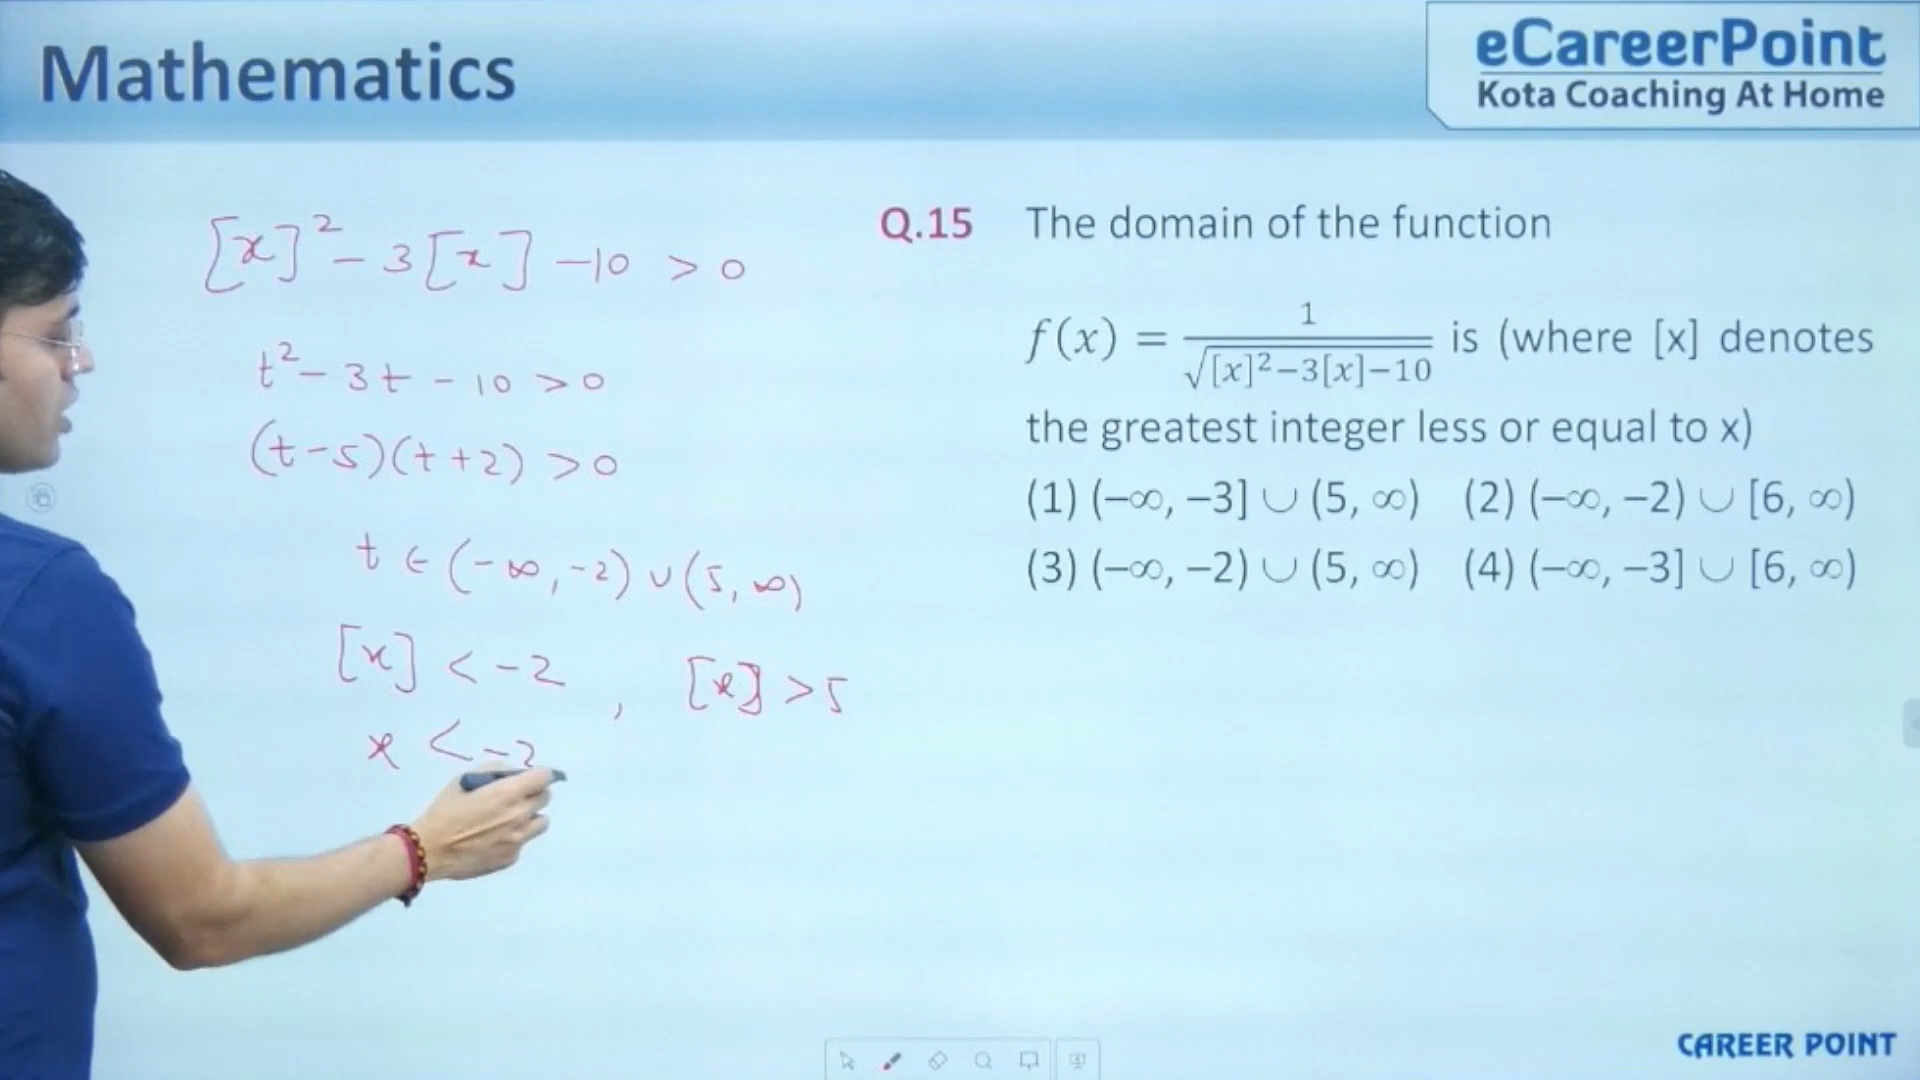 Mathematics
eCareerPoint
Kota Coaching At Home
[x]² – 3[x] – 10 > 0
t² – 3t – 10 > 0
(t – 5)(t + 2) > 0
t ∈ (–∞, –2) ∪ (5, ∞)
[x] < –2 , [x] > 5
x < –2
Q.15 The domain of the function
f(x) = 1/√([x]²–3[x]–10) is (where [x] denotes
the greatest integer less or equal to x)
(1) (–∞, –3] ∪ (5, ∞) (2) (–∞, –2) ∪ [6, ∞)
(3) (–∞, –2) ∪ (5, ∞) (4) (–∞, –3] ∪ [6, ∞)
CAREER POINT